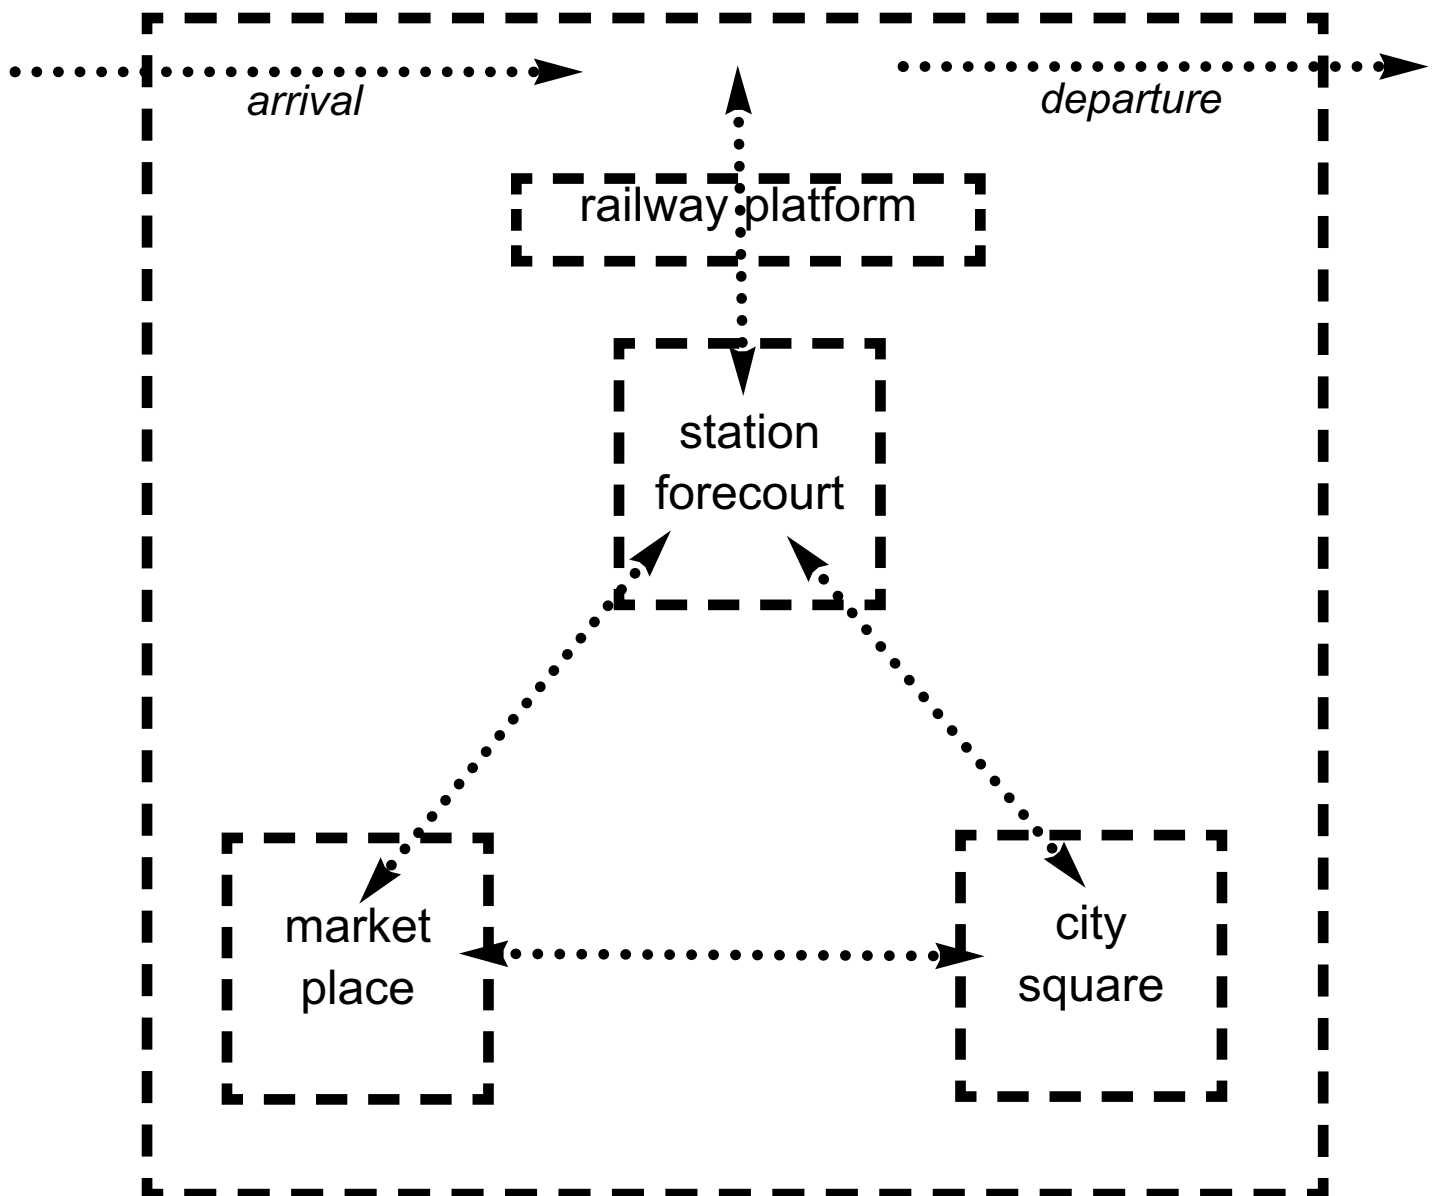 arrival
departure
railway platform
station
forecourt
market
place
city
square